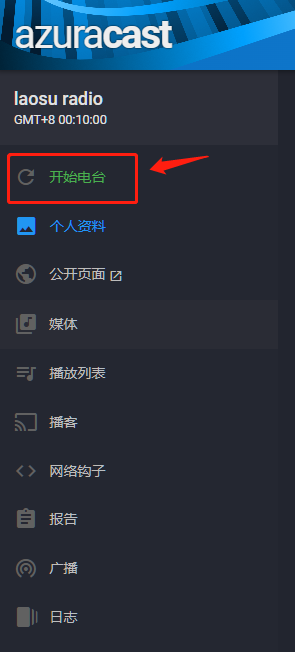 azuracast
laosu radio
GMT+8 00:10:00
开始电台
个人资料
公开页面
媒体
播放列表
播客
网络钩子
报告
广播
日志